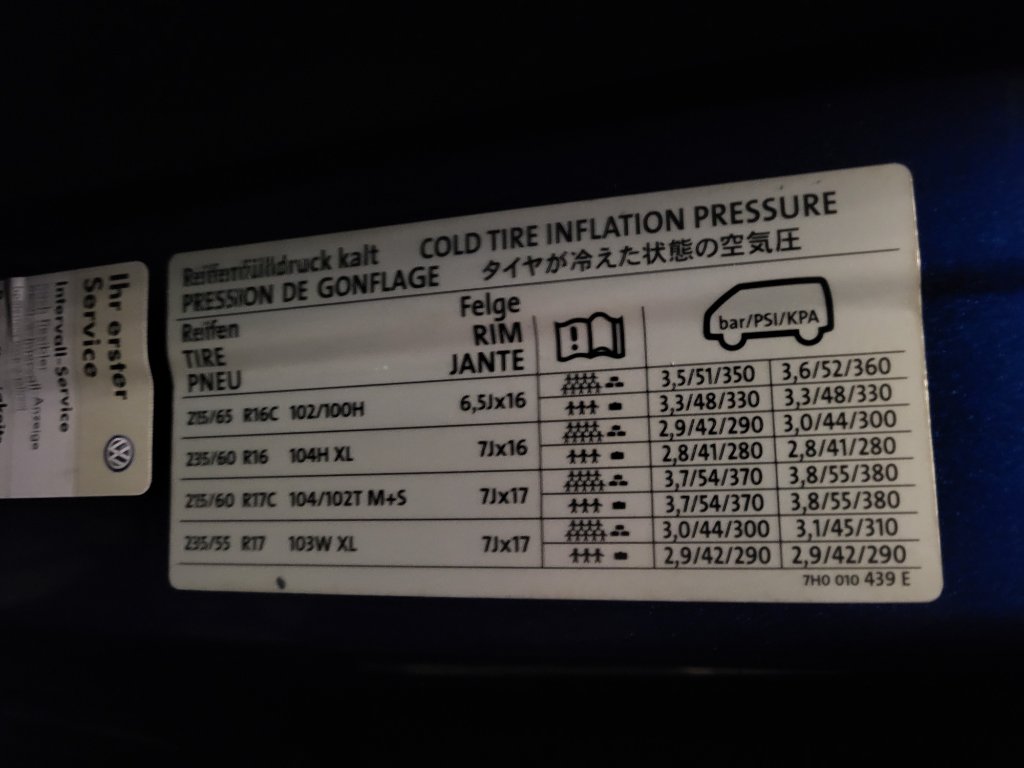 Reifenfülldruck kalt COLD TIRE INFLATION PRESSURE
PRESSION DE GONFLAGE タイヤが冷えた状態の空気圧
Reifen Felge
TIRE RIM
PNEU JANTE
bar/PSI/KPA
215/65 R16C 102/100H 6,5Jx16
3,5/51/350 3,6/52/360
3,3/48/330 3,3/48/330
235/60 R16 104H XL 7Jx16
2,9/42/290 3,0/44/300
2,8/41/280 2,8/41/280
215/60 R17C 104/102T M+S 7Jx17
3,7/54/370 3,8/55/380
3,7/54/370 3,8/55/380
235/55 R17 103W XL 7Jx17
3,0/44/300 3,1/45/310
2,9/42/290 2,9/42/290
7H0 010 439 E
Ihr erster
Service
Intervall-Service